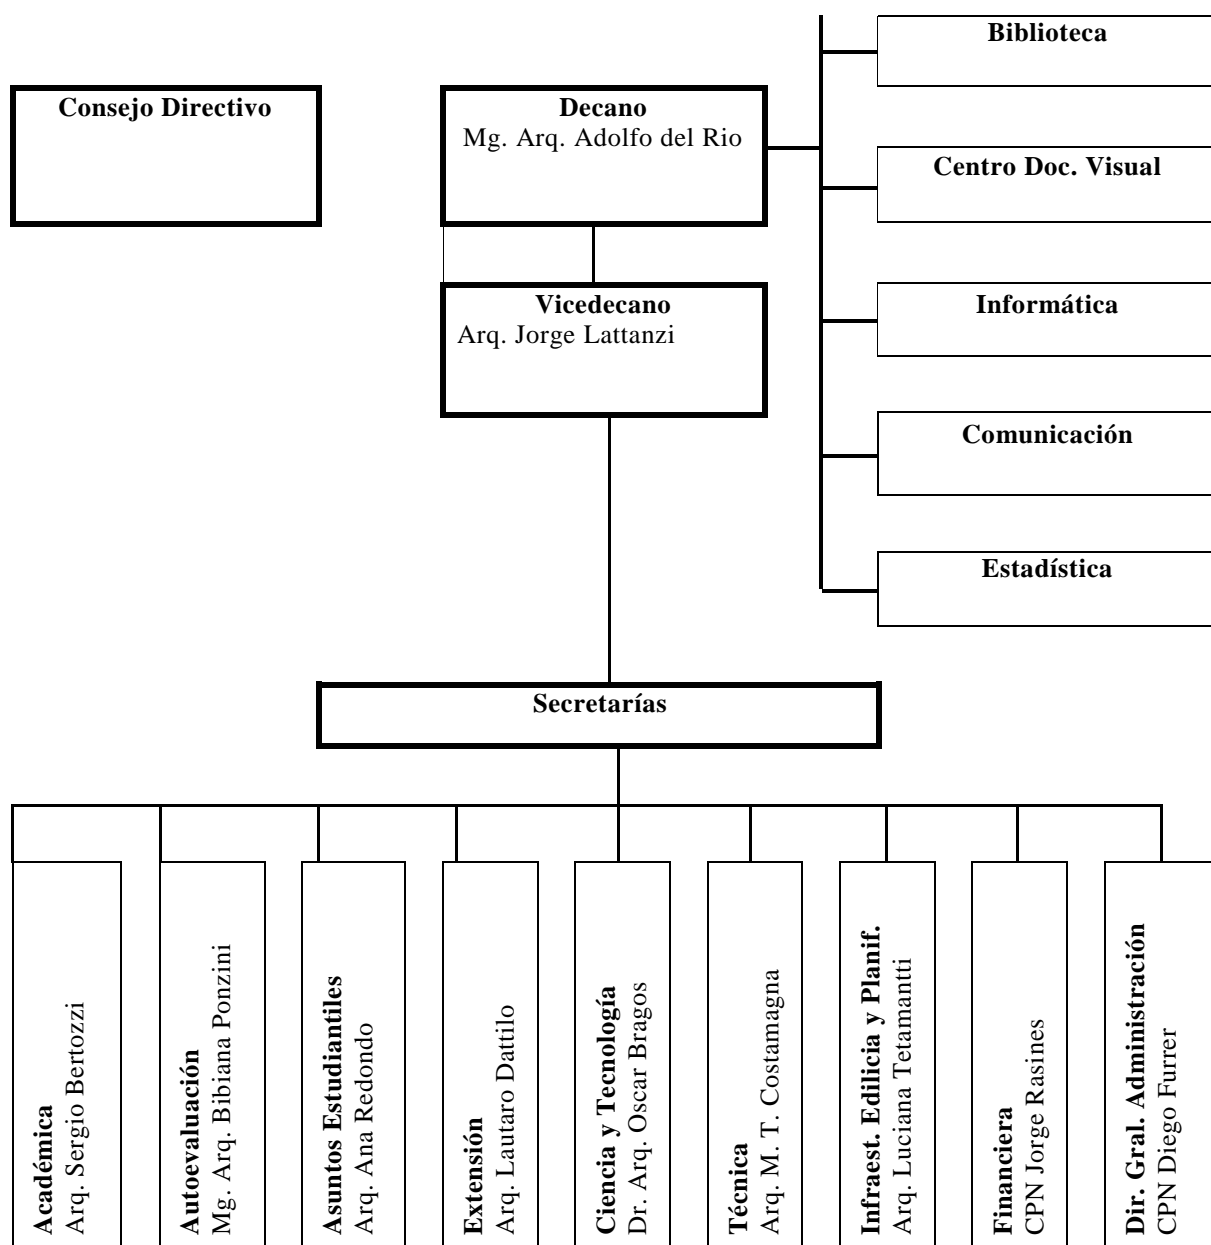 Biblioteca
Consejo Directivo
Decano
Mg. Arq. Adolfo del Rio
Centro Doc. Visual
Vicedecano
Arq. Jorge Lattanzi
Informática
Comunicación
Estadística
Secretarías
Académica
Arq. Sergio Bertozzi
Autoevaluación
Mg. Arq. Bibiana Ponzini
Asuntos Estudiantiles
Arq. Ana Redondo
Extensión
Arq. Lautaro Dattilo
Ciencia y Tecnología
Dr. Arq. Oscar Bragos
Técnica
Arq. M. T. Costamagna
Infraest. Edilicia y Planif.
Arq. Luciana Tetamantti
Financiera
CPN Jorge Rasines
Dir. Gral. Administración
CPN Diego Furrer